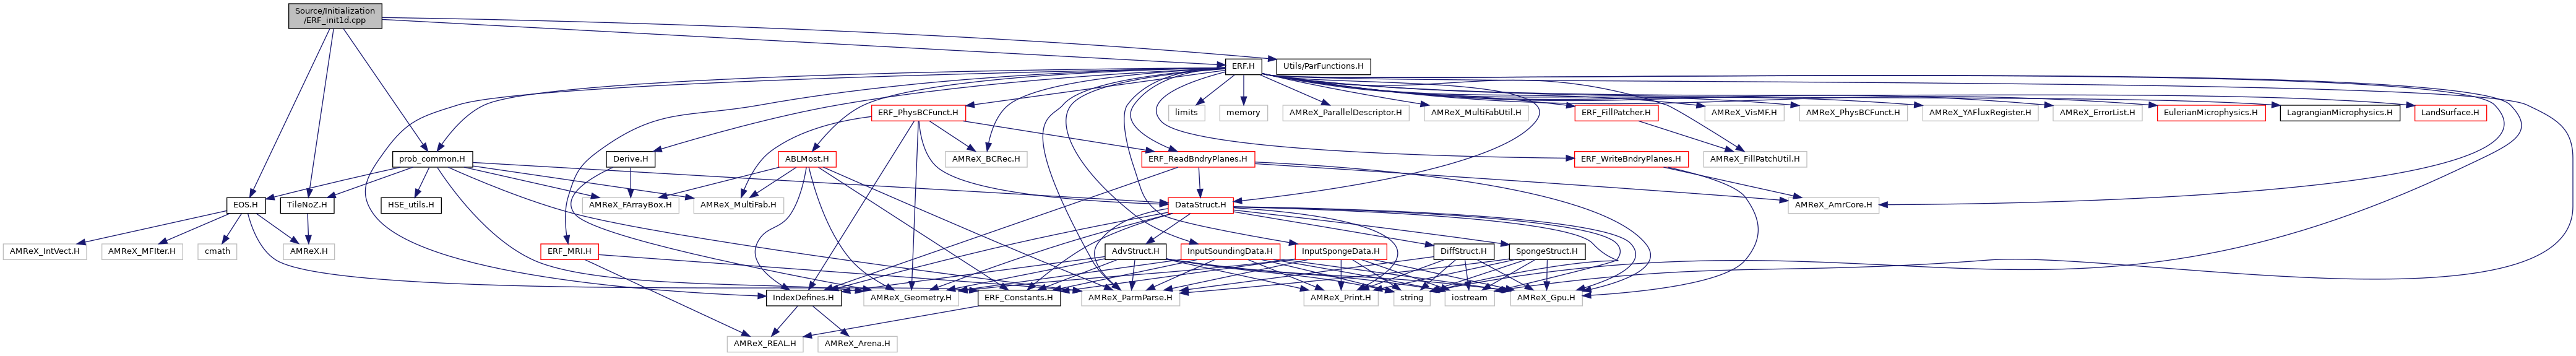 Source/Initialization
/ERF_init1d.cpp
ERF.H
Utils/ParFunctions.H
ERF_PhysBCFunct.H
limits
memory
AMReX_ParallelDescriptor.H
AMReX_MultiFabUtil.H
ERF_FillPatcher.H
AMReX_VisMF.H
AMReX_PhysBCFunct.H
AMReX_YAFluxRegister.H
AMReX_ErrorList.H
EulerianMicrophysics.H
LagrangianMicrophysics.H
LandSurface.H
prob_common.H
Derive.H
ABLMost.H
AMReX_BCRec.H
ERF_ReadBndryPlanes.H
ERF_WriteBndryPlanes.H
AMReX_FillPatchUtil.H
EOS.H
TileNoZ.H
HSE_utils.H
AMReX_FArrayBox.H
AMReX_MultiFab.H
DataStruct.H
AMReX_AmrCore.H
AMReX_IntVect.H
AMReX_MFIter.H
cmath
AMReX.H
ERF_MRI.H
AdvStruct.H
InputSoundingData.H
InputSpongeData.H
DiffStruct.H
SpongeStruct.H
IndexDefines.H
AMReX_Geometry.H
ERF_Constants.H
AMReX_ParmParse.H
AMReX_Print.H
string
iostream
AMReX_Gpu.H
AMReX_REAL.H
AMReX_Arena.H